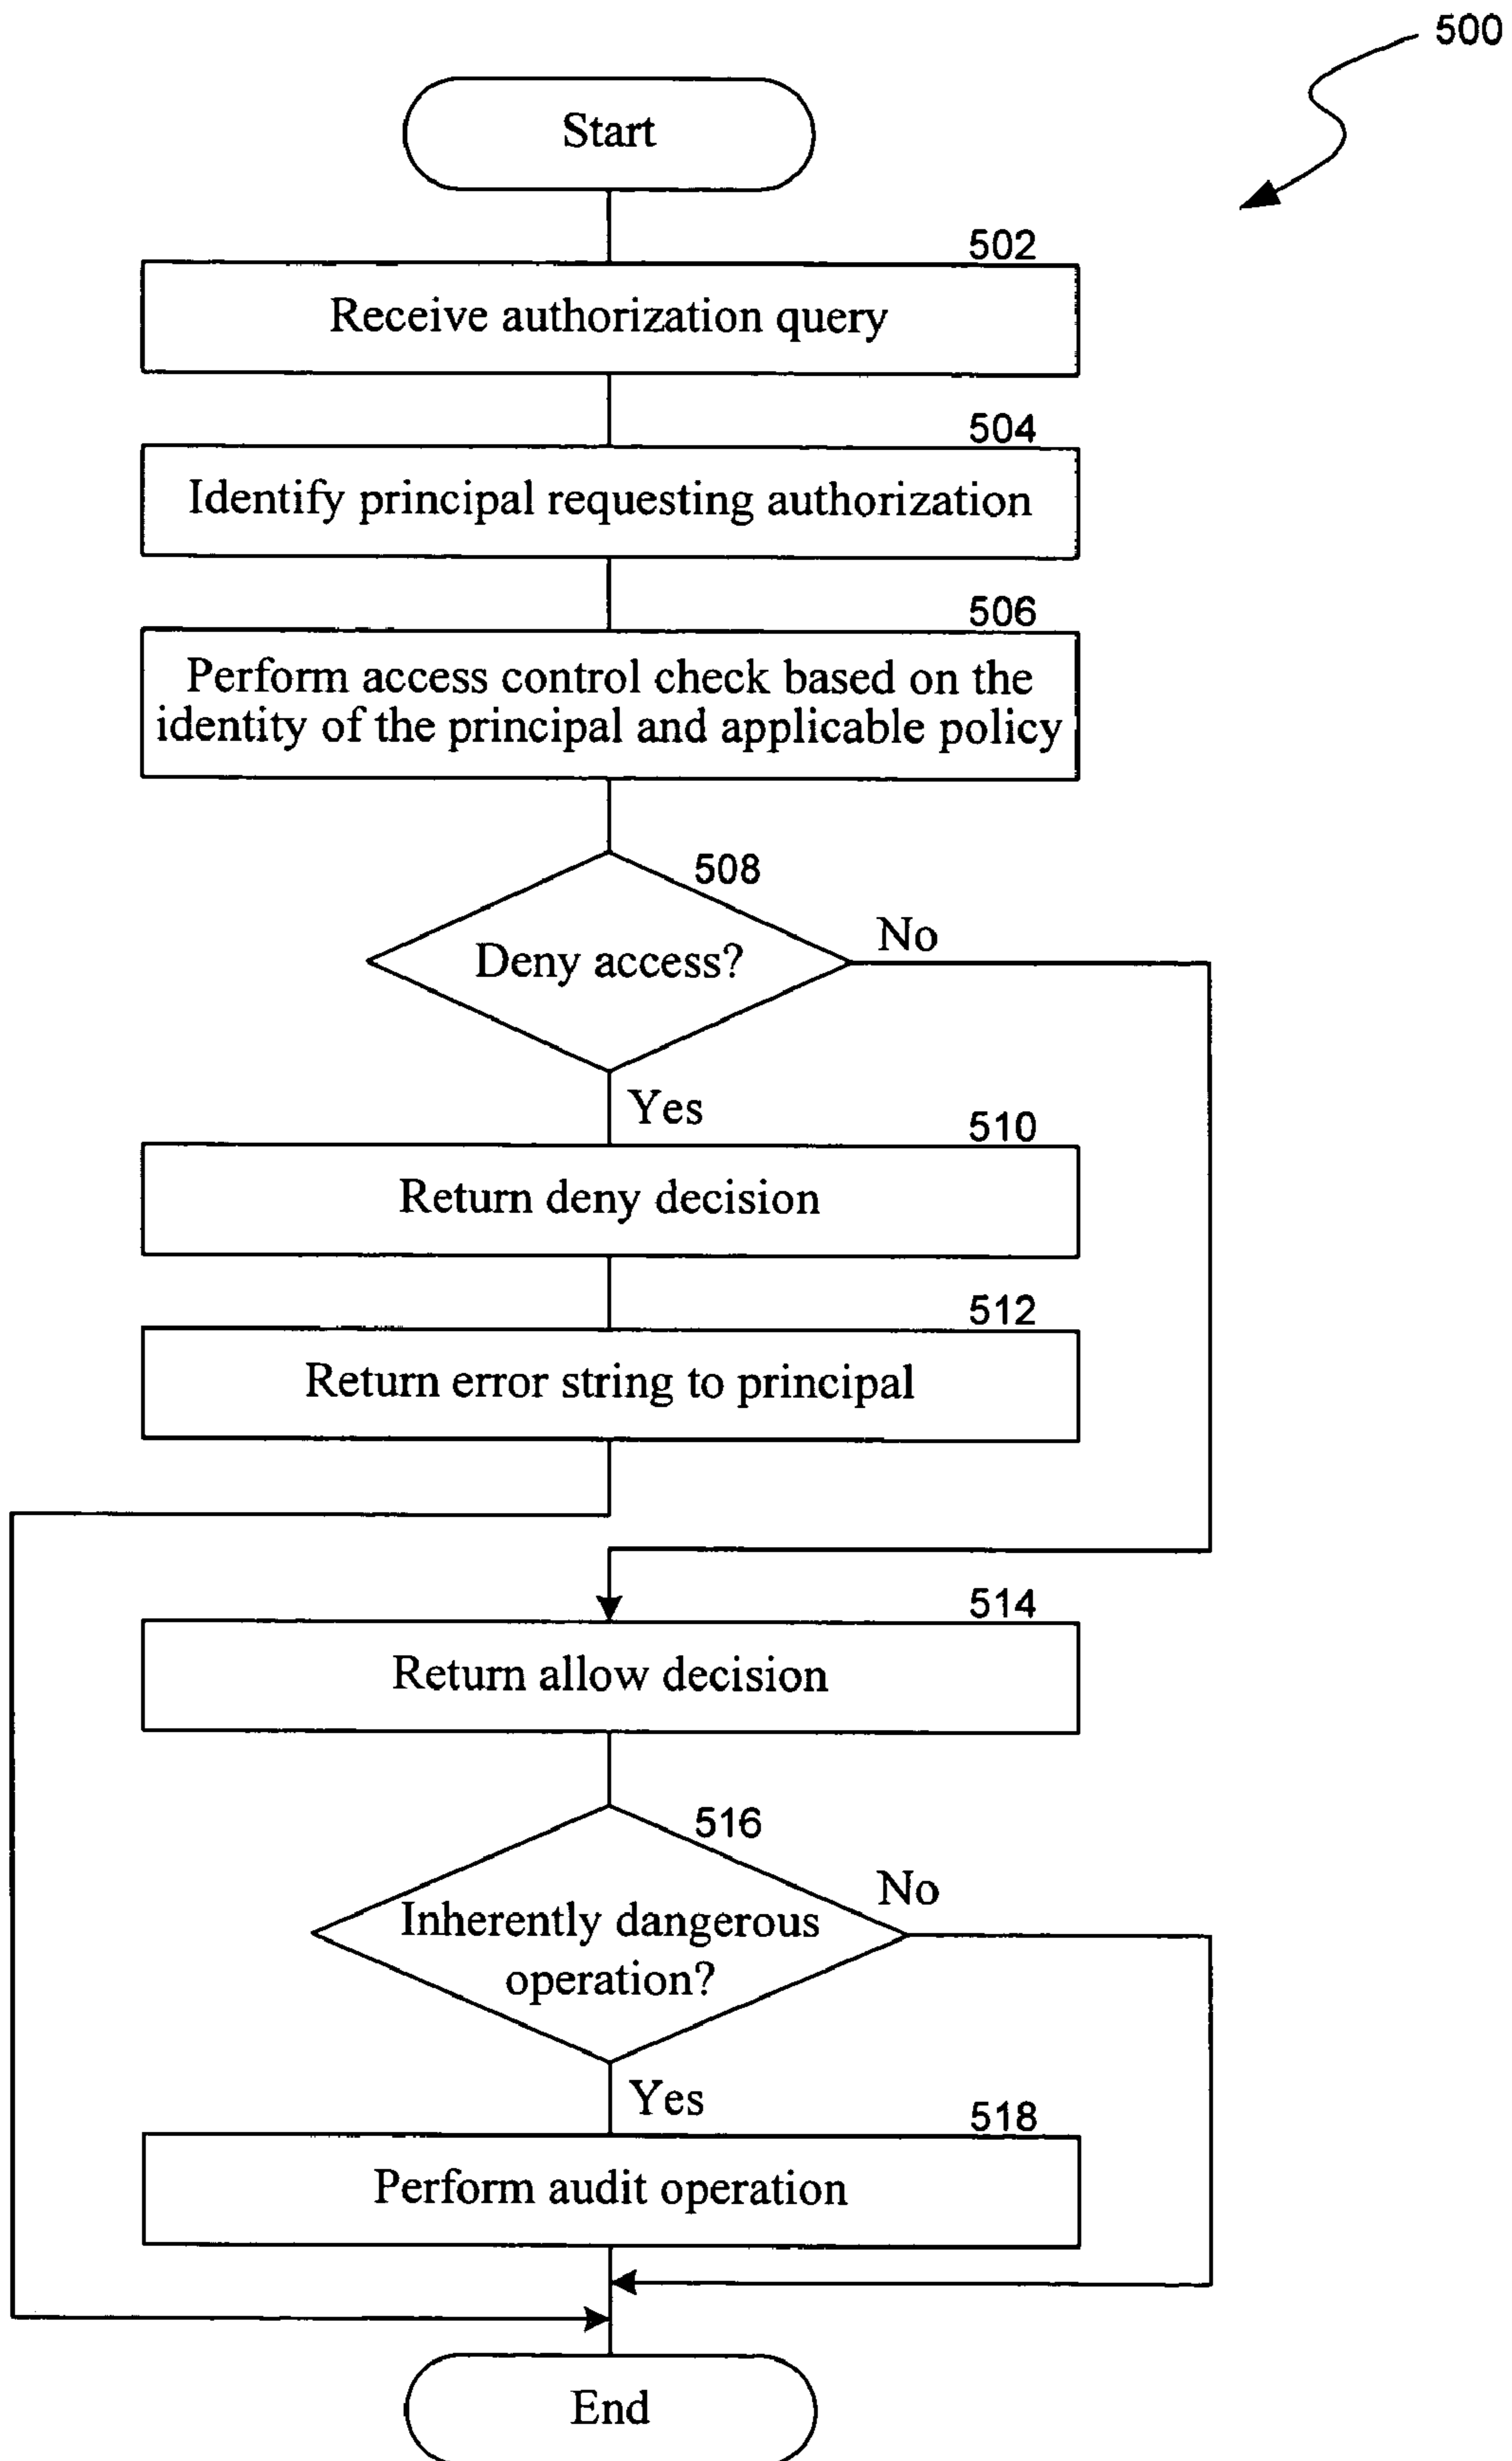 500
Start
502
Receive authorization query
504
Identify principal requesting authorization
506
Perform access control check based on the
identity of the principal and applicable policy
508
Deny access?
No
Yes
510
Return deny decision
512
Return error string to principal
514
Return allow decision
516
No
Inherently dangerous
operation?
Yes
518
Perform audit operation
End